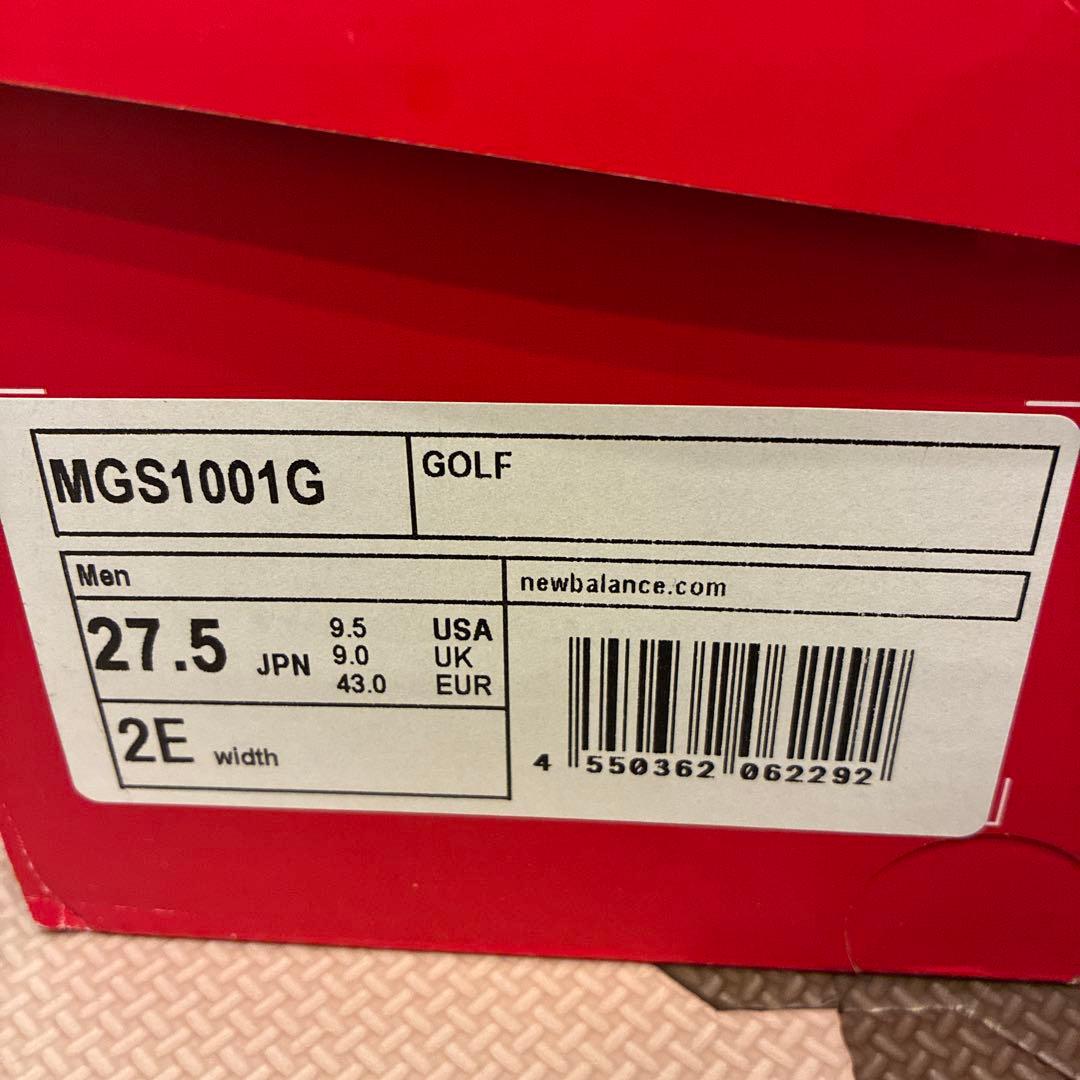 MGS1001G
GOLF
Men
27.5 JPN
9.5 USA
9.0 UK
43.0 EUR
2E width
newbalance.com
4 550362 062292